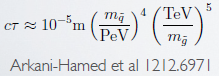 cτ ≈ 10⁻⁵m (m_q̃ / PeV)⁴ (TeV / m_g̃)⁵
Arkani-Hamed et al 1212.6971